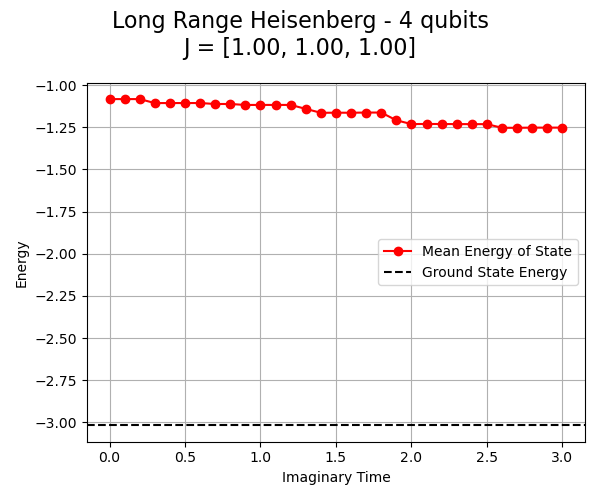 Long Range Heisenberg - 4 qubits
J = [1.00, 1.00, 1.00]
−1.00
−1.25
−1.50
−1.75
−2.00
−2.25
−2.50
−2.75
−3.00
Energy
Mean Energy of State
Ground State Energy
0.0 0.5 1.0 1.5 2.0 2.5 3.0
Imaginary Time